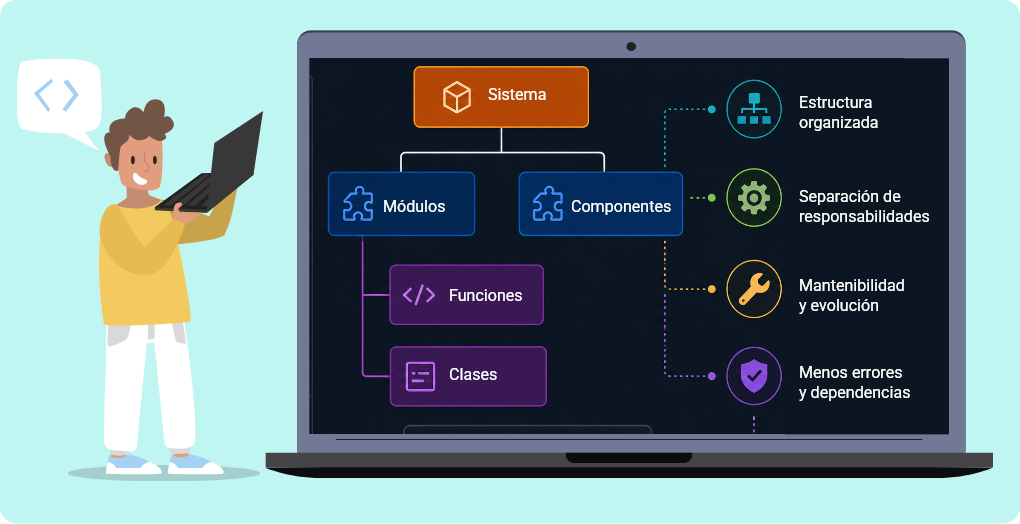 Sistema
Módulos
Componentes
Funciones
Clases
Estructura
organizada
Separación de
responsabilidades
Mantenibilidad
y evolución
Menos errores
y dependencias